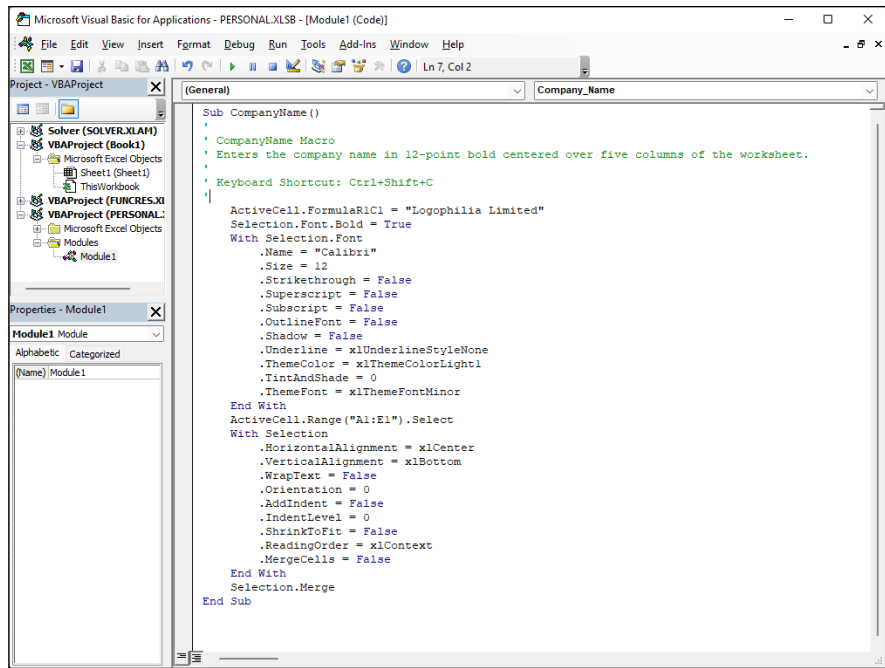 Microsoft Visual Basic for Applications - PERSONAL.XLSB - [Module1 (Code)]
File Edit View Insert Format Debug Run Tools Add-Ins Window Help
Ln 7, Col 2
Project - VBAProject
Solver (SOLVER.XLAM)
VBAProject (Book1)
Microsoft Excel Objects
Sheet1 (Sheet1)
ThisWorkbook
VBAProject (FUNCRES.XL
VBAProject (PERSONAL.
Microsoft Excel Objects
Modules
Module1
Properties - Module1
Module1 Module
Alphabetic Categorized
(Name) Module1
(General) Company_Name
Sub CompanyName()
'
' CompanyName Macro
' Enters the company name in 12-point bold centered over five columns of the worksheet.
'
' Keyboard Shortcut: Ctrl+Shift+C
'
ActiveCell.FormulaR1C1 = "Logophilia Limited"
Selection.Font.Bold = True
With Selection.Font
.Name = "Calibri"
.Size = 12
.Strikethrough = False
.Superscript = False
.Subscript = False
.OutlineFont = False
.Shadow = False
.Underline = xlUnderlineStyleNone
.ThemeColor = xlThemeColorLight1
.TintAndShade = 0
.ThemeFont = xlThemeFontMinor
End With
ActiveCell.Range("A1:E1").Select
With Selection
.HorizontalAlignment = xlCenter
.VerticalAlignment = xlBottom
.WrapText = False
.Orientation = 0
.AddIndent = False
.IndentLevel = 0
.ShrinkToFit = False
.ReadingOrder = xlContext
.MergeCells = False
End With
Selection.Merge
End Sub